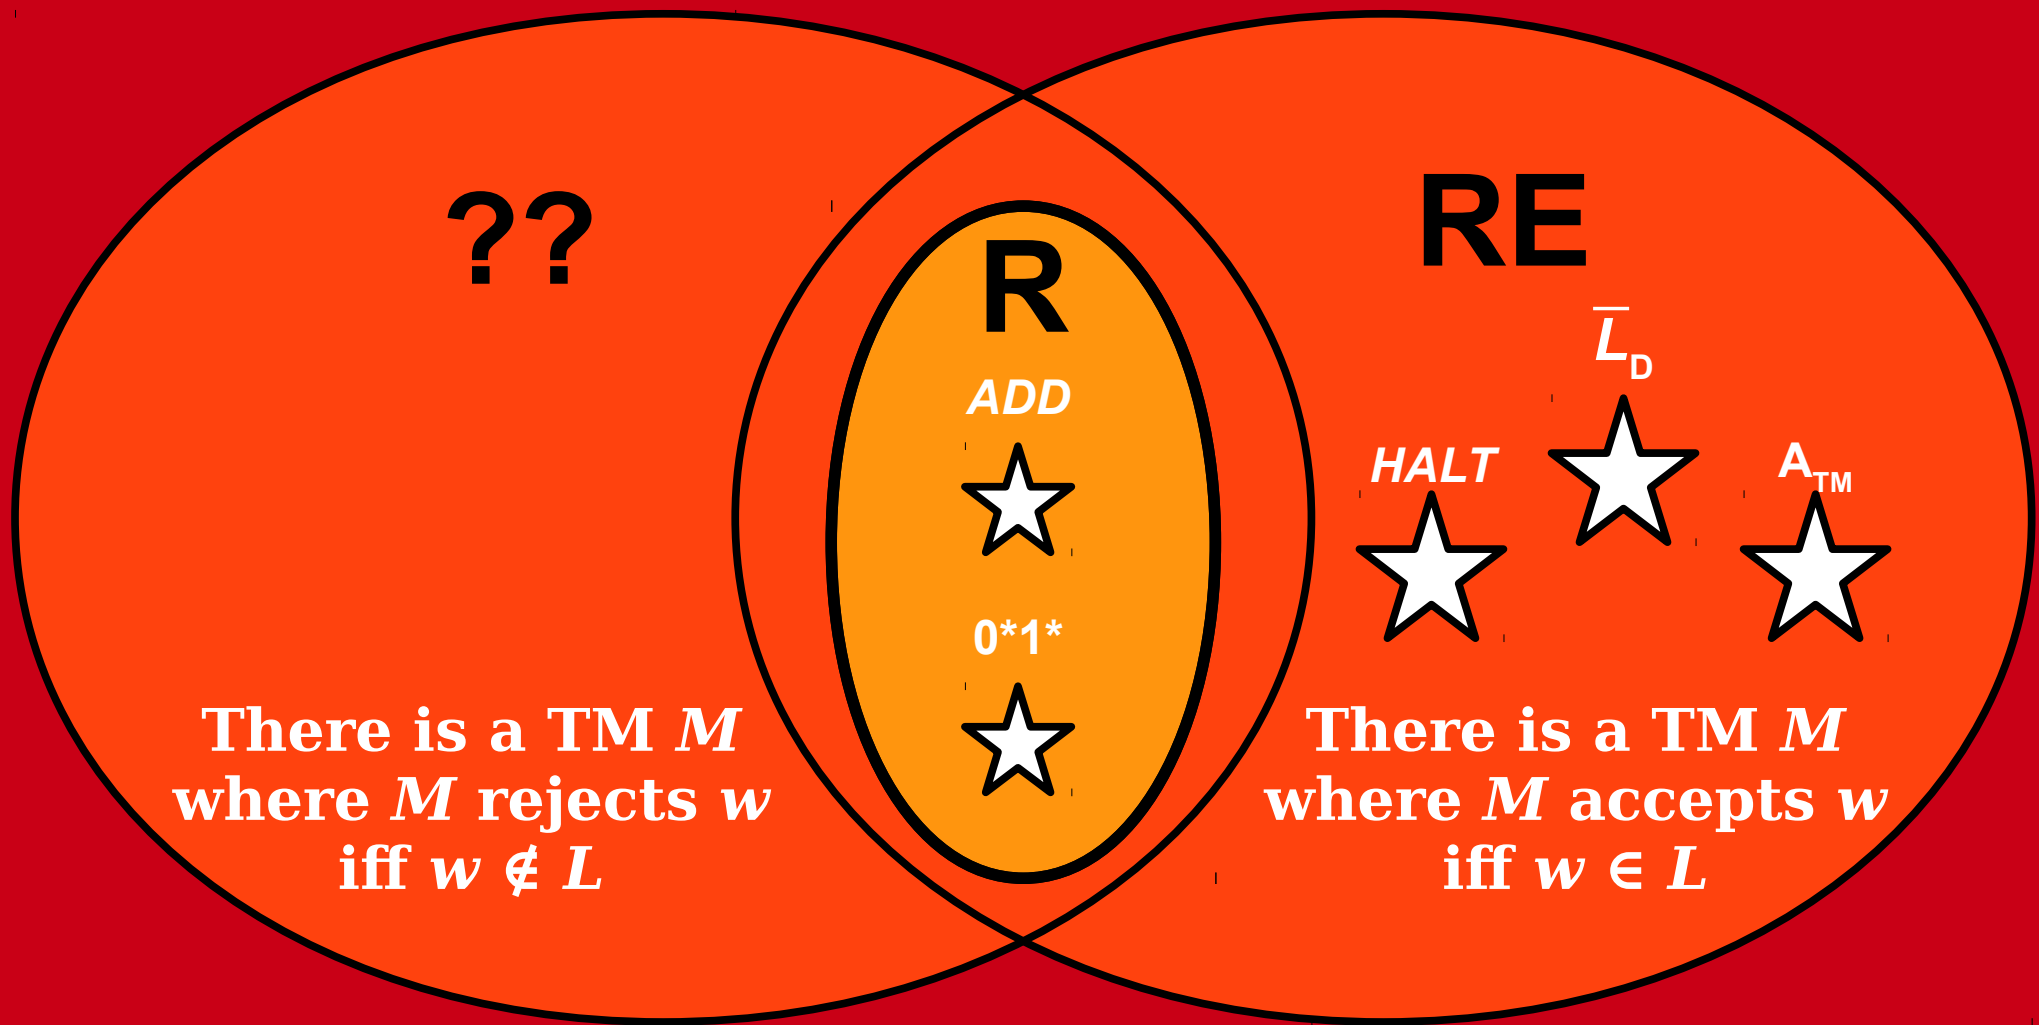 ??
RE
R
L̅D
ADD
HALT
ATM
0*1*
There is a TM M
where M rejects w
iff w ∉ L
There is a TM M
where M accepts w
iff w ∈ L